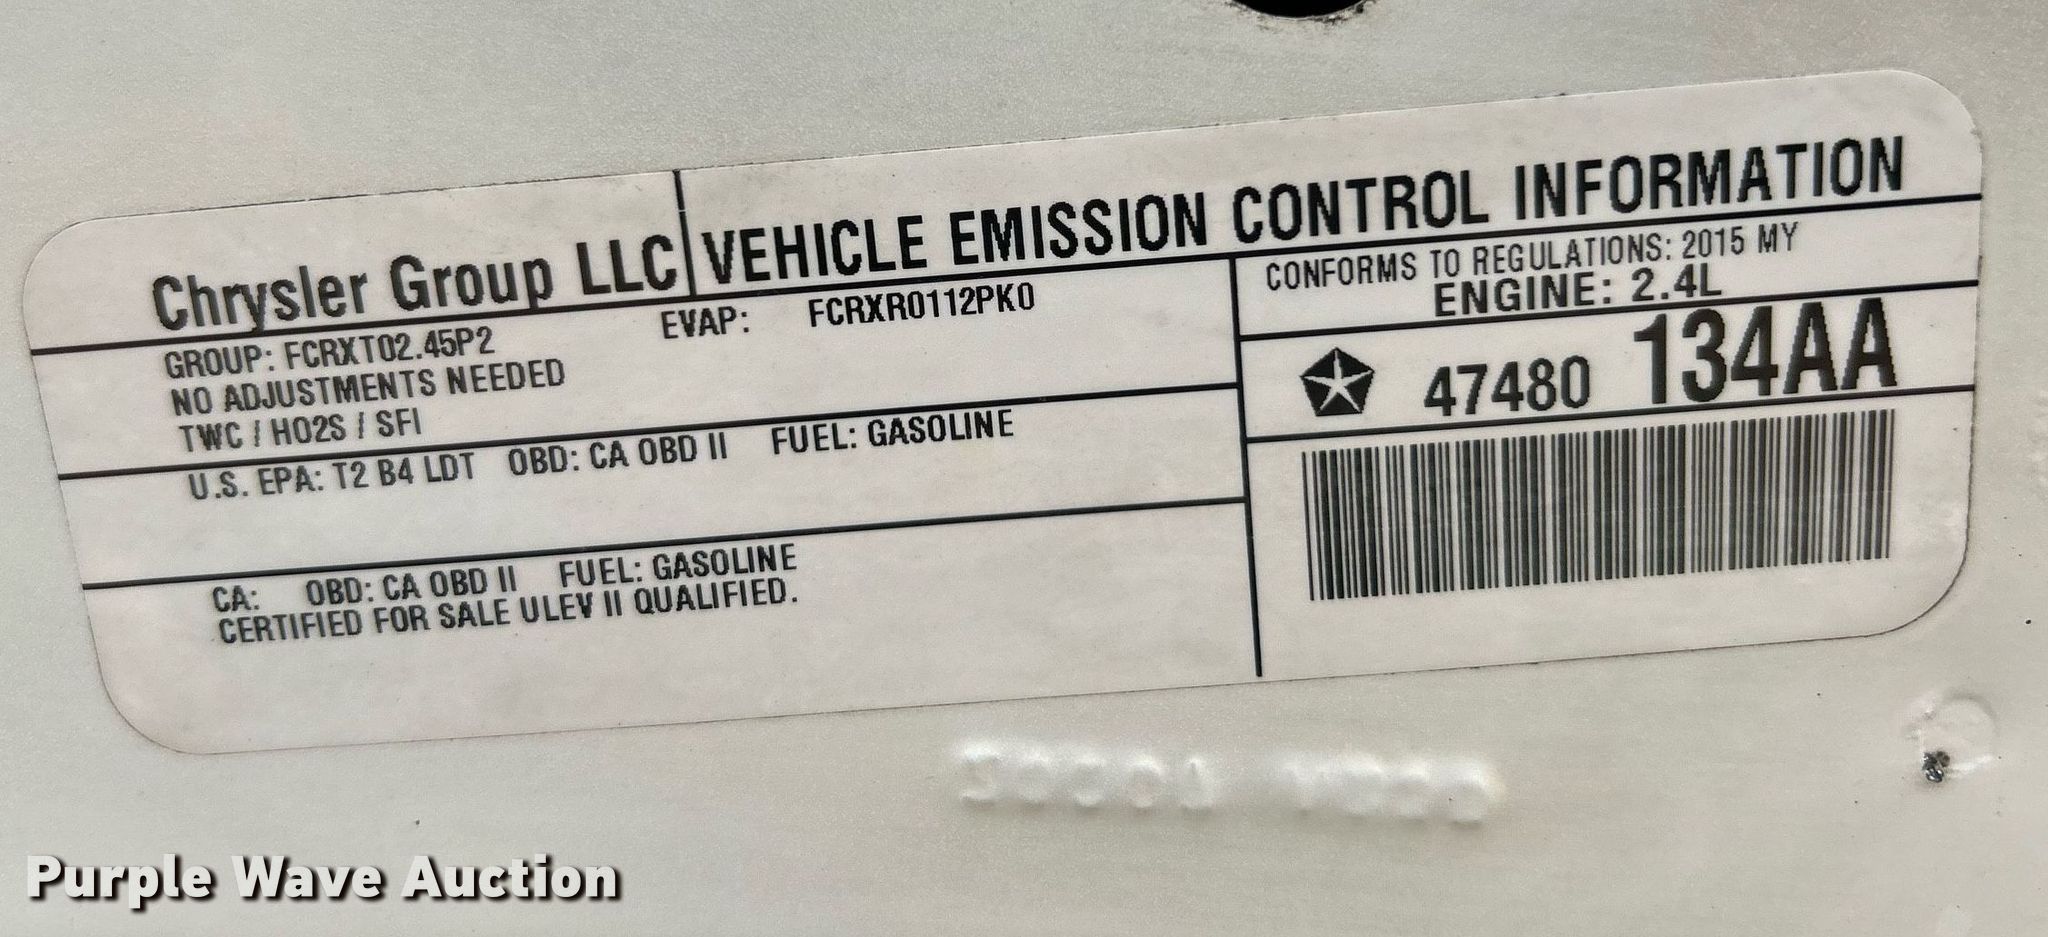 Chrysler Group LLC VEHICLE EMISSION CONTROL INFORMATION
GROUP: FCRXT02.45P2 EVAP: FCRXR0112PK0
NO ADJUSTMENTS NEEDED
TWC / HO2S / SFI
U.S. EPA: T2 B4 LDT OBD: CA OBD II FUEL: GASOLINE
CA: OBD: CA OBD II FUEL: GASOLINE
CERTIFIED FOR SALE ULEV II QUALIFIED.
CONFORMS TO REGULATIONS: 2015 MY
ENGINE: 2.4L
47480 134AA
Purple Wave Auction